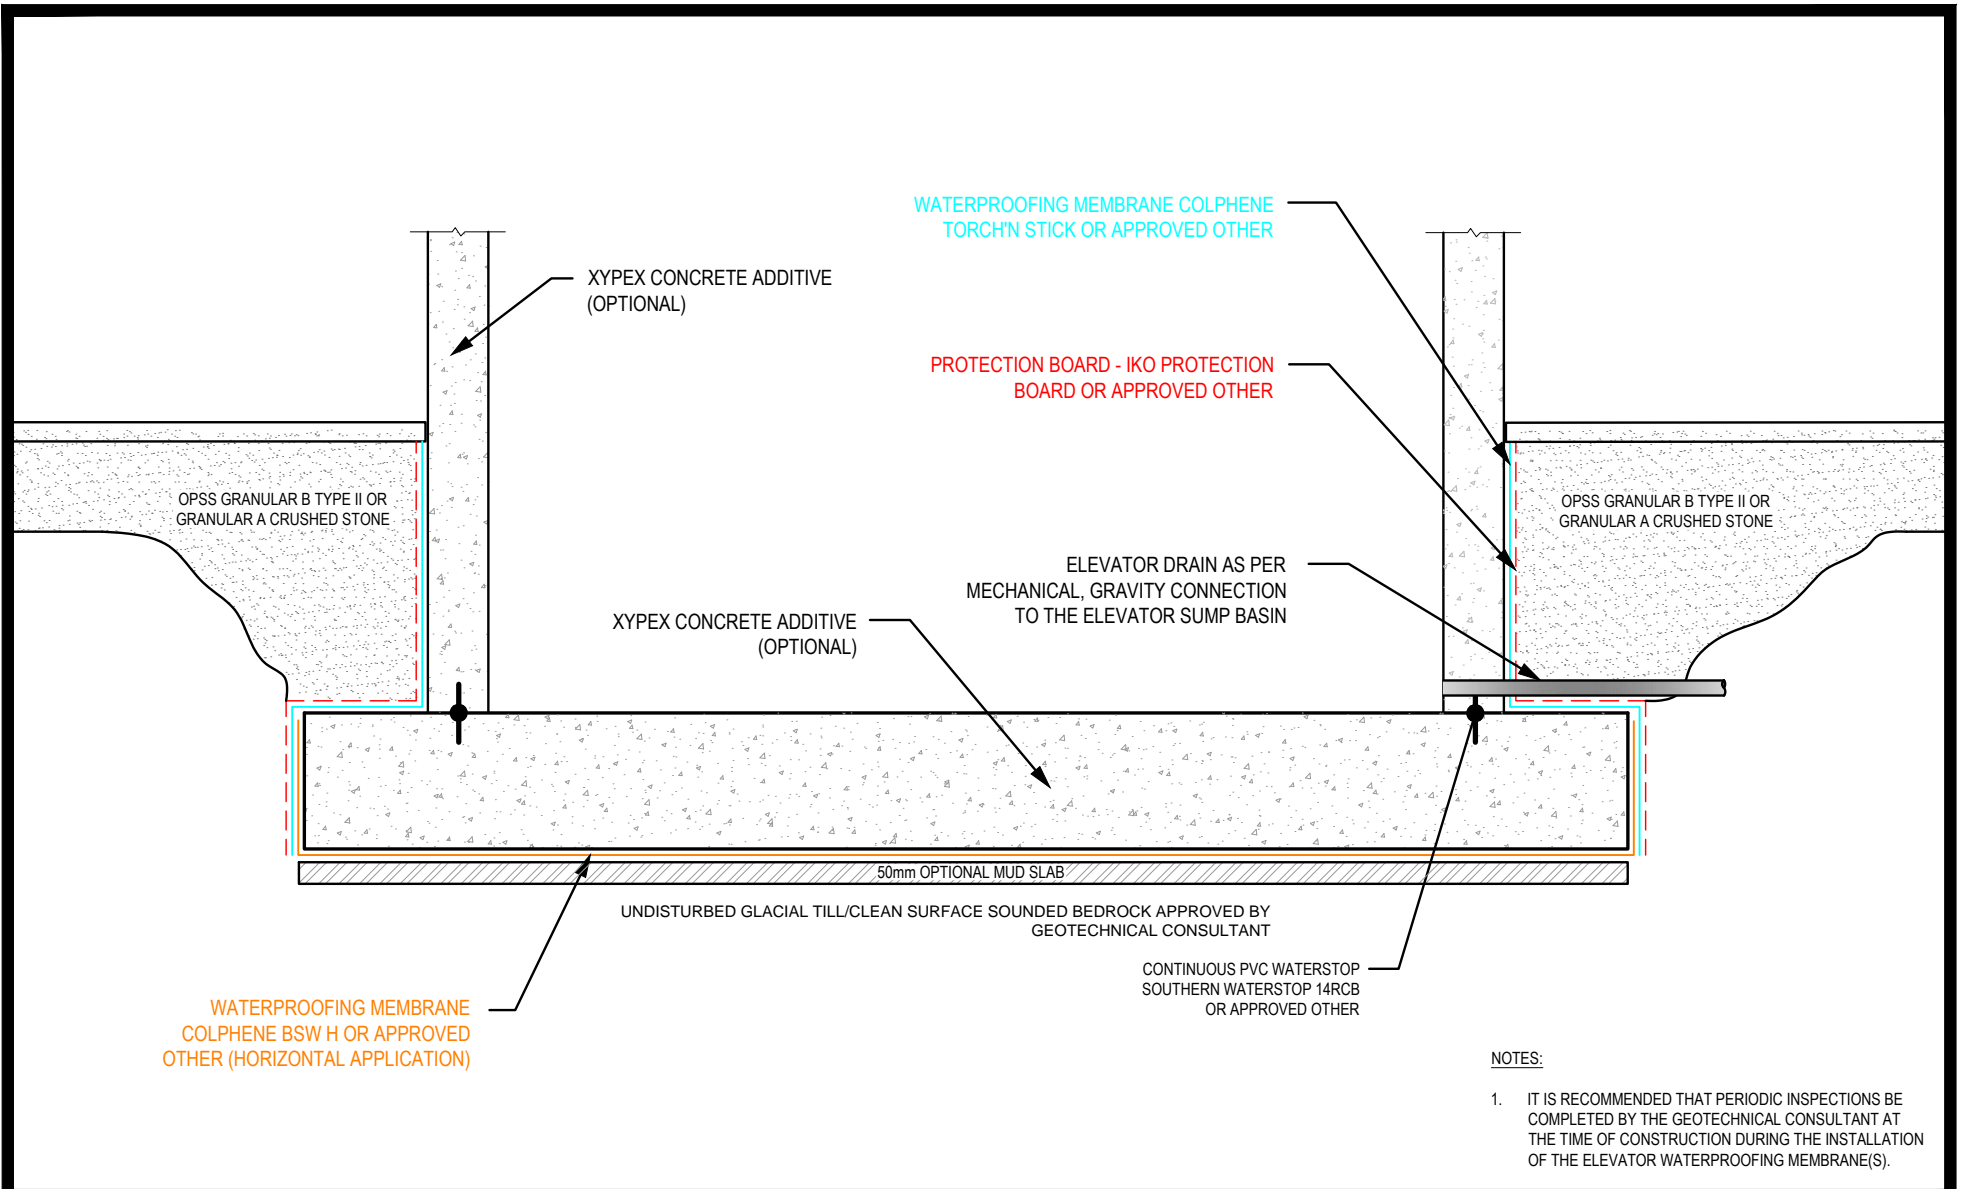 WATERPROOFING MEMBRANE COLPHENE
TORCH'N STICK OR APPROVED OTHER
XYPEX CONCRETE ADDITIVE
(OPTIONAL)
PROTECTION BOARD - IKO PROTECTION
BOARD OR APPROVED OTHER
OPSS GRANULAR B TYPE II OR
GRANULAR A CRUSHED STONE
OPSS GRANULAR B TYPE II OR
GRANULAR A CRUSHED STONE
ELEVATOR DRAIN AS PER
MECHANICAL, GRAVITY CONNECTION
TO THE ELEVATOR SUMP BASIN
XYPEX CONCRETE ADDITIVE
(OPTIONAL)
50mm OPTIONAL MUD SLAB
UNDISTURBED GLACIAL TILL/CLEAN SURFACE SOUNDED BEDROCK APPROVED BY
GEOTECHNICAL CONSULTANT
CONTINUOUS PVC WATERSTOP
SOUTHERN WATERSTOP 14RCB
OR APPROVED OTHER
WATERPROOFING MEMBRANE
COLPHENE BSW H OR APPROVED
OTHER (HORIZONTAL APPLICATION)
NOTES:
1. IT IS RECOMMENDED THAT PERIODIC INSPECTIONS BE
COMPLETED BY THE GEOTECHNICAL CONSULTANT AT
THE TIME OF CONSTRUCTION DURING THE INSTALLATION
OF THE ELEVATOR WATERPROOFING MEMBRANE(S).